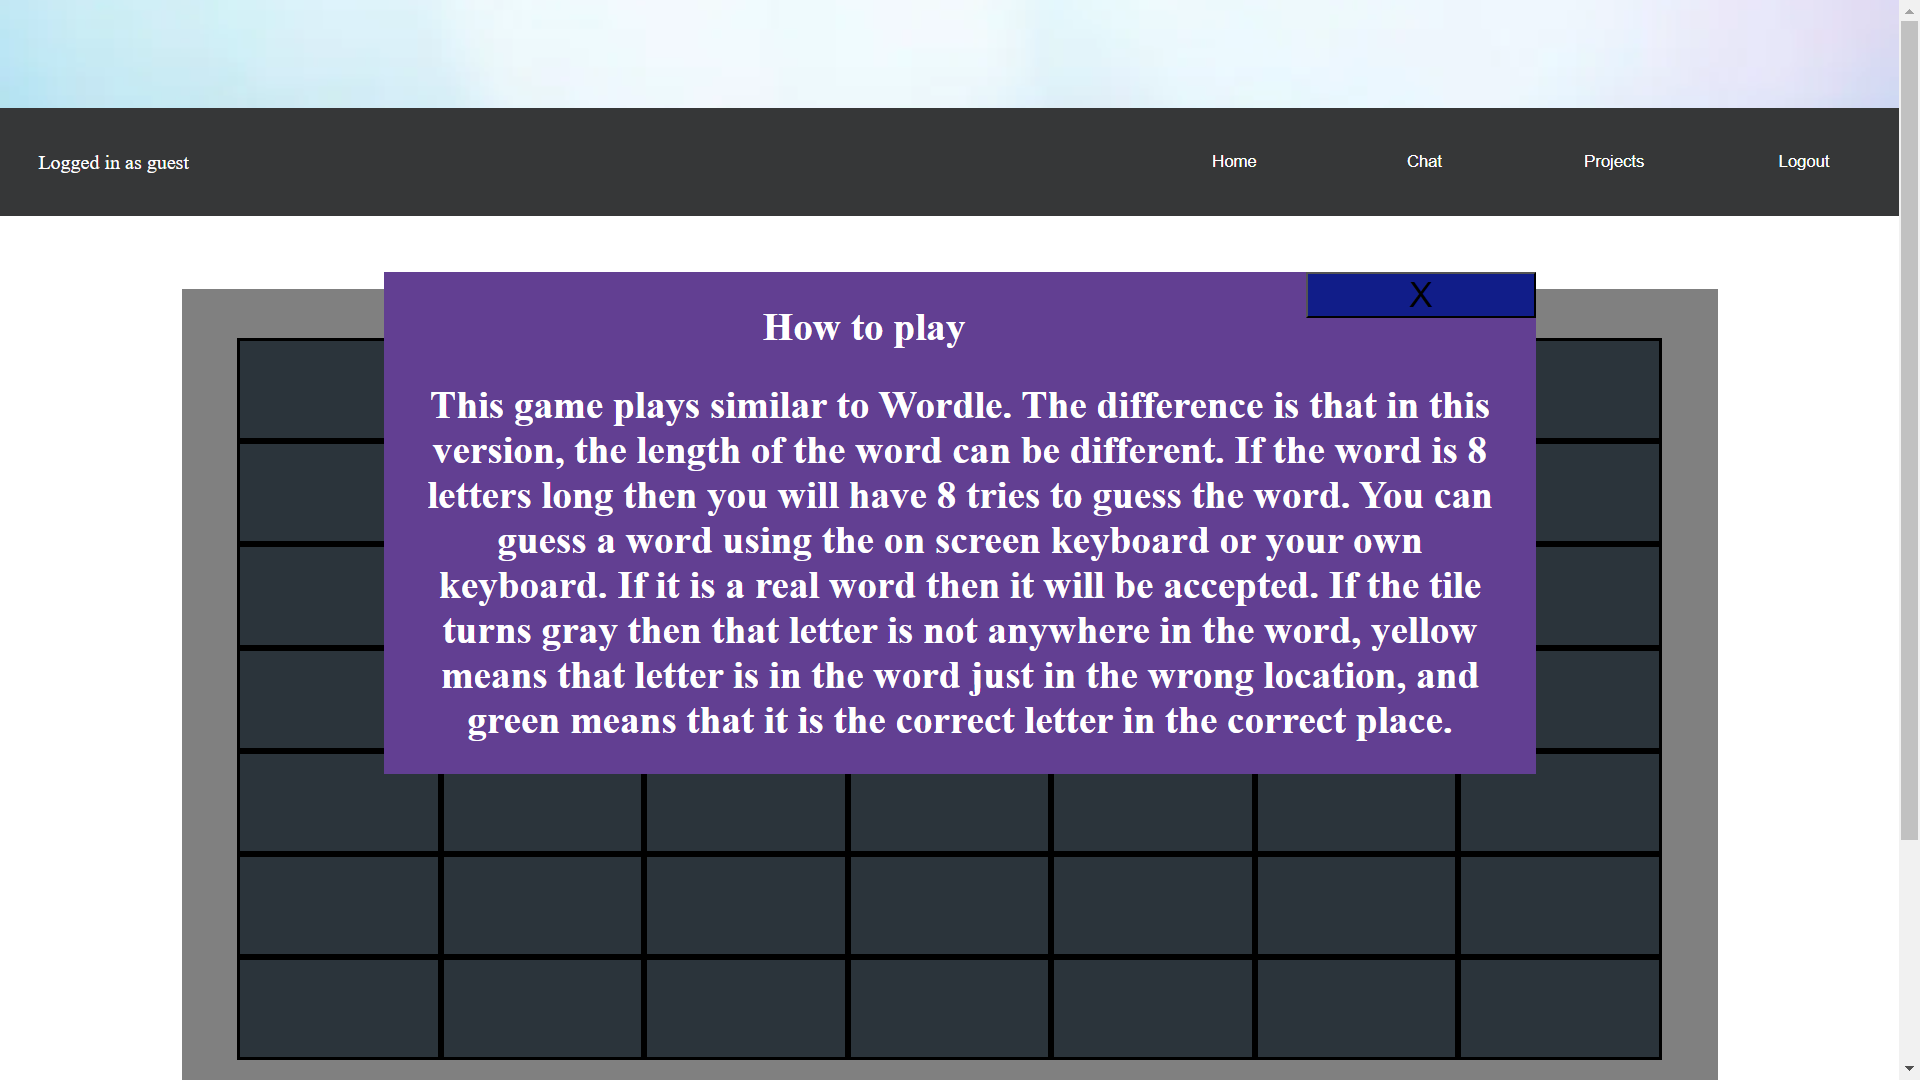 Logged in as guest
Home
Chat
Projects
Logout
X
How to play
This game plays similar to Wordle. The difference is that in this
version, the length of the word can be different. If the word is 8
letters long then you will have 8 tries to guess the word. You can
guess a word using the on screen keyboard or your own
keyboard. If it is a real word then it will be accepted. If the tile
turns gray then that letter is not anywhere in the word, yellow
means that letter is in the word just in the wrong location, and
green means that it is the correct letter in the correct place.